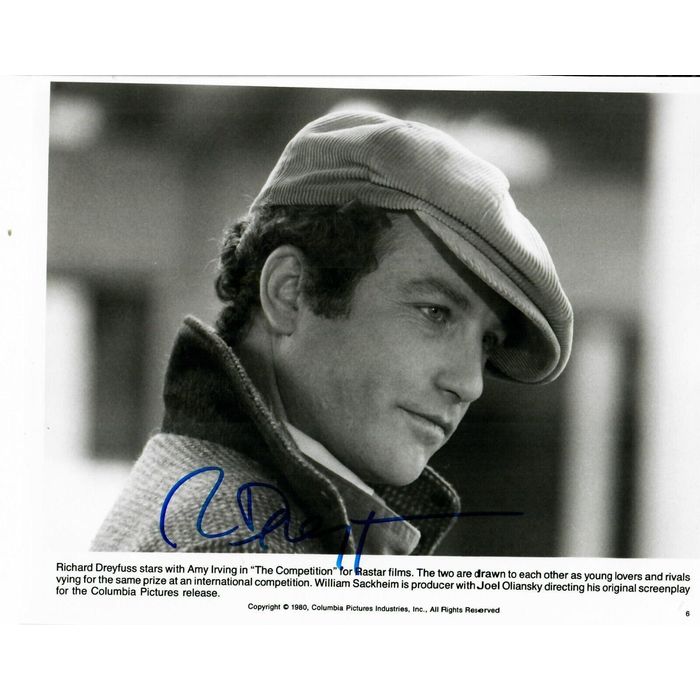 Richard Dreyfuss stars with Amy Irving in "The Competition" for Rastar films. The two are drawn to each other as young lovers and rivals
vying for the same prize at an international competition. William Sackheim is producer with Joel Oliansky directing his original screenplay
for the Columbia Pictures release.
Copyright © 1980, Columbia Pictures Industries, Inc., All Rights Reserved
6